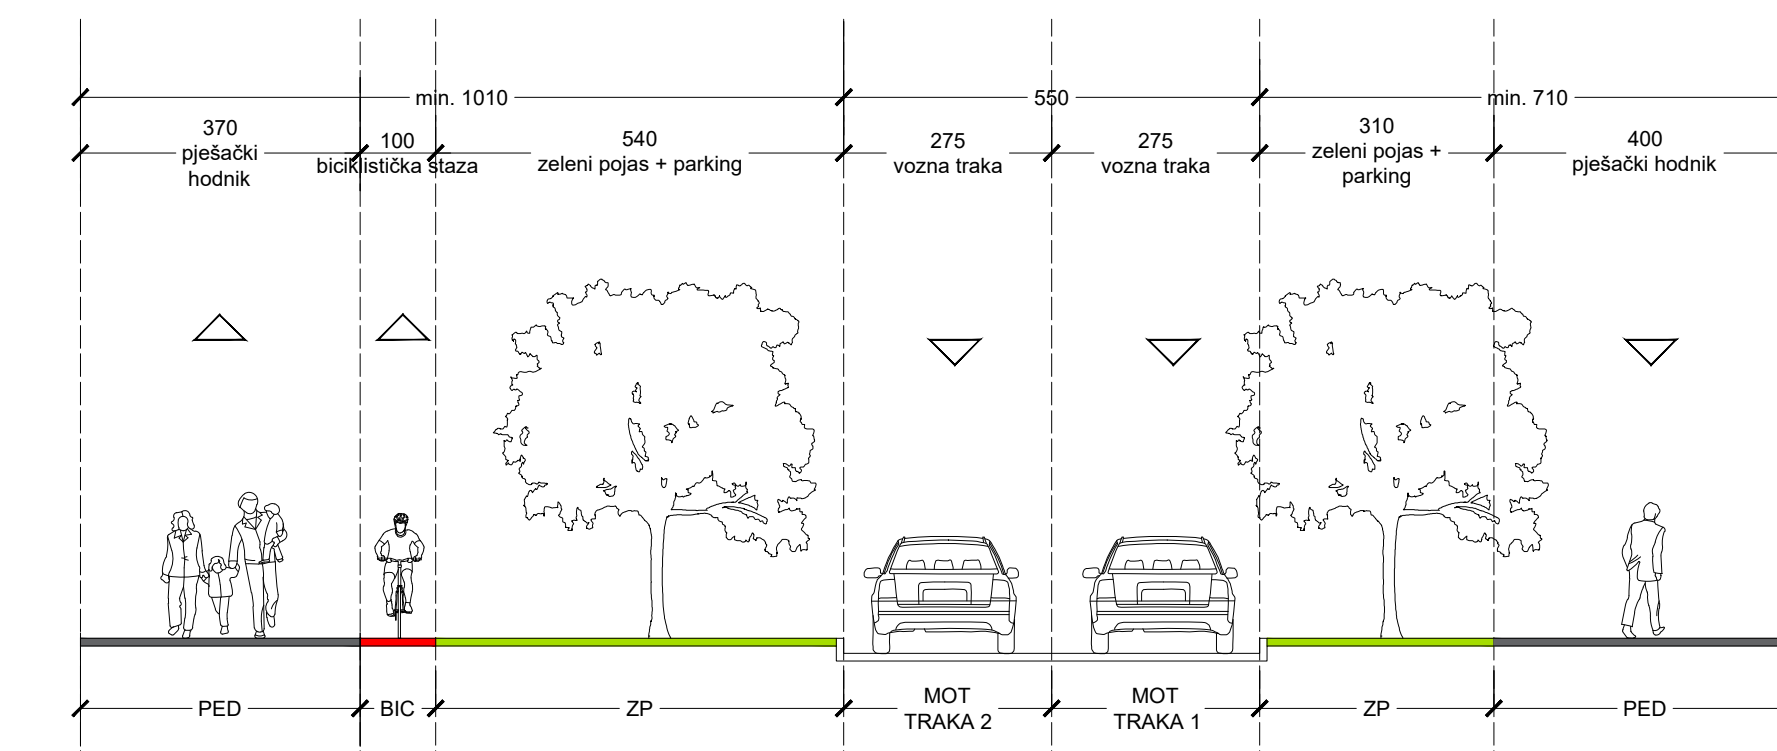 min. 1010
550
min. 710
370
pješački
hodnik
100
biciklistička staza
540
zeleni pojas + parking
275
vozna traka
275
vozna traka
310
zeleni pojas +
parking
400
pješački hodnik
PED
BIC
ZP
MOT
TRAKA 2
MOT
TRAKA 1
ZP
PED